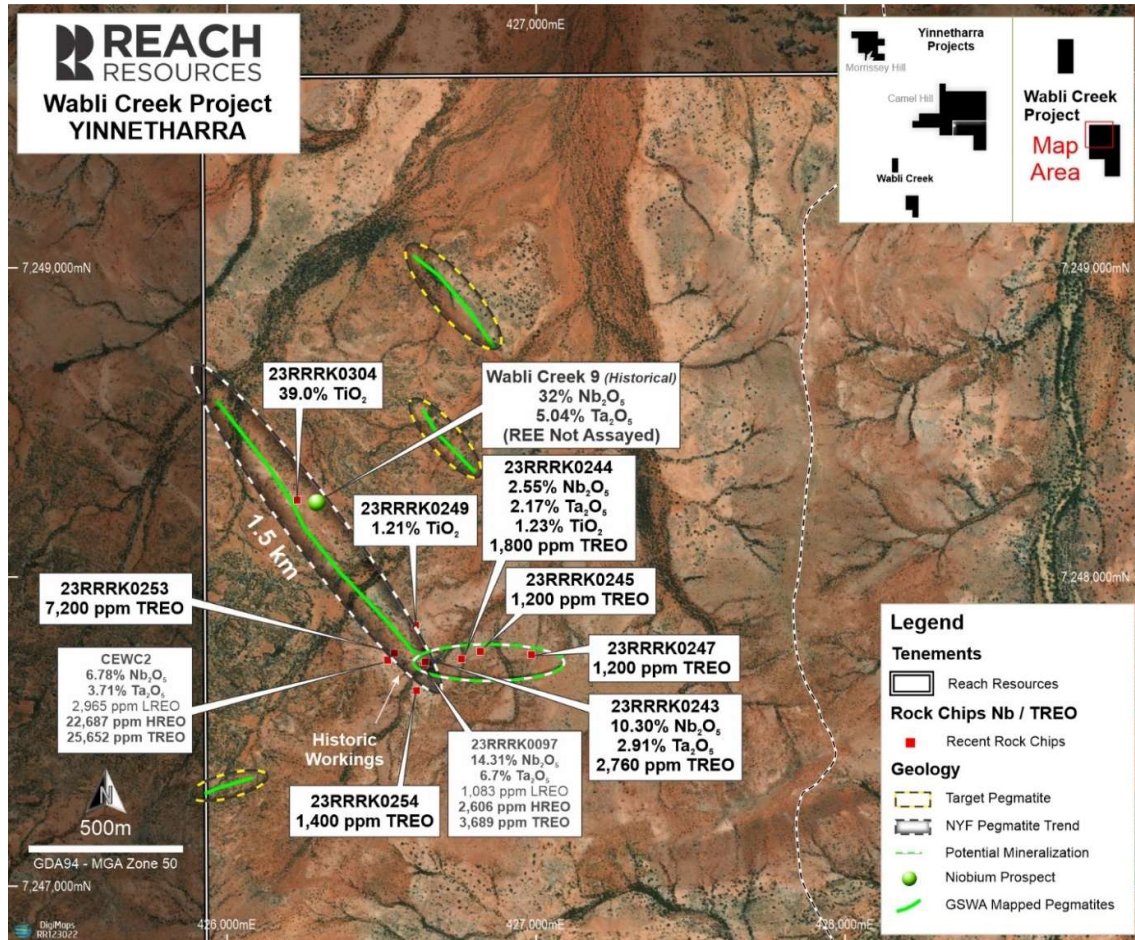 REACH
RESOURCES
Wabli Creek Project
YINNETHARRA
427,000mE
Yinnetharra
Projects
Morrissey Hill
Camel Hill
Wabli Creek
Wabli Creek
Project
Map
Area
7,249,000mN
7,249,000mN
23RRRK0304
39.0% TiO₂
Wabli Creek 9 (Historical)
32% Nb₂O₅
5.04% Ta₂O₅
(REE Not Assayed)
23RRRK0249
1.21% TiO₂
23RRRK0244
2.55% Nb₂O₅
2.17% Ta₂O₅
1.23% TiO₂
1,800 ppm TREO
1.5 km
23RRRK0253
7,200 ppm TREO
23RRRK0245
1,200 ppm TREO
7,248,000mN
23RRRK0247
1,200 ppm TREO
CEWC2
6.78% Nb₂O₅
3.71% Ta₂O₅
2,965 ppm LREO
22,687 ppm HREO
25,652 ppm TREO
23RRRK0243
10.30% Nb₂O₅
2.91% Ta₂O₅
2,760 ppm TREO
Historic
Workings
23RRRK0097
14.31% Nb₂O₅
6.7% Ta₂O₅
1,083 ppm LREO
2,606 ppm HREO
3,689 ppm TREO
23RRRK0254
1,400 ppm TREO
N
500m
GDA94 - MGA Zone 50
7,247,000mN
426,000mE
427,000mE
428,000mE
DigiMaps
RR123022
Legend
Tenements
Reach Resources
Rock Chips Nb / TREO
Recent Rock Chips
Geology
Target Pegmatite
NYF Pegmatite Trend
Potential Mineralization
Niobium Prospect
GSWA Mapped Pegmatites